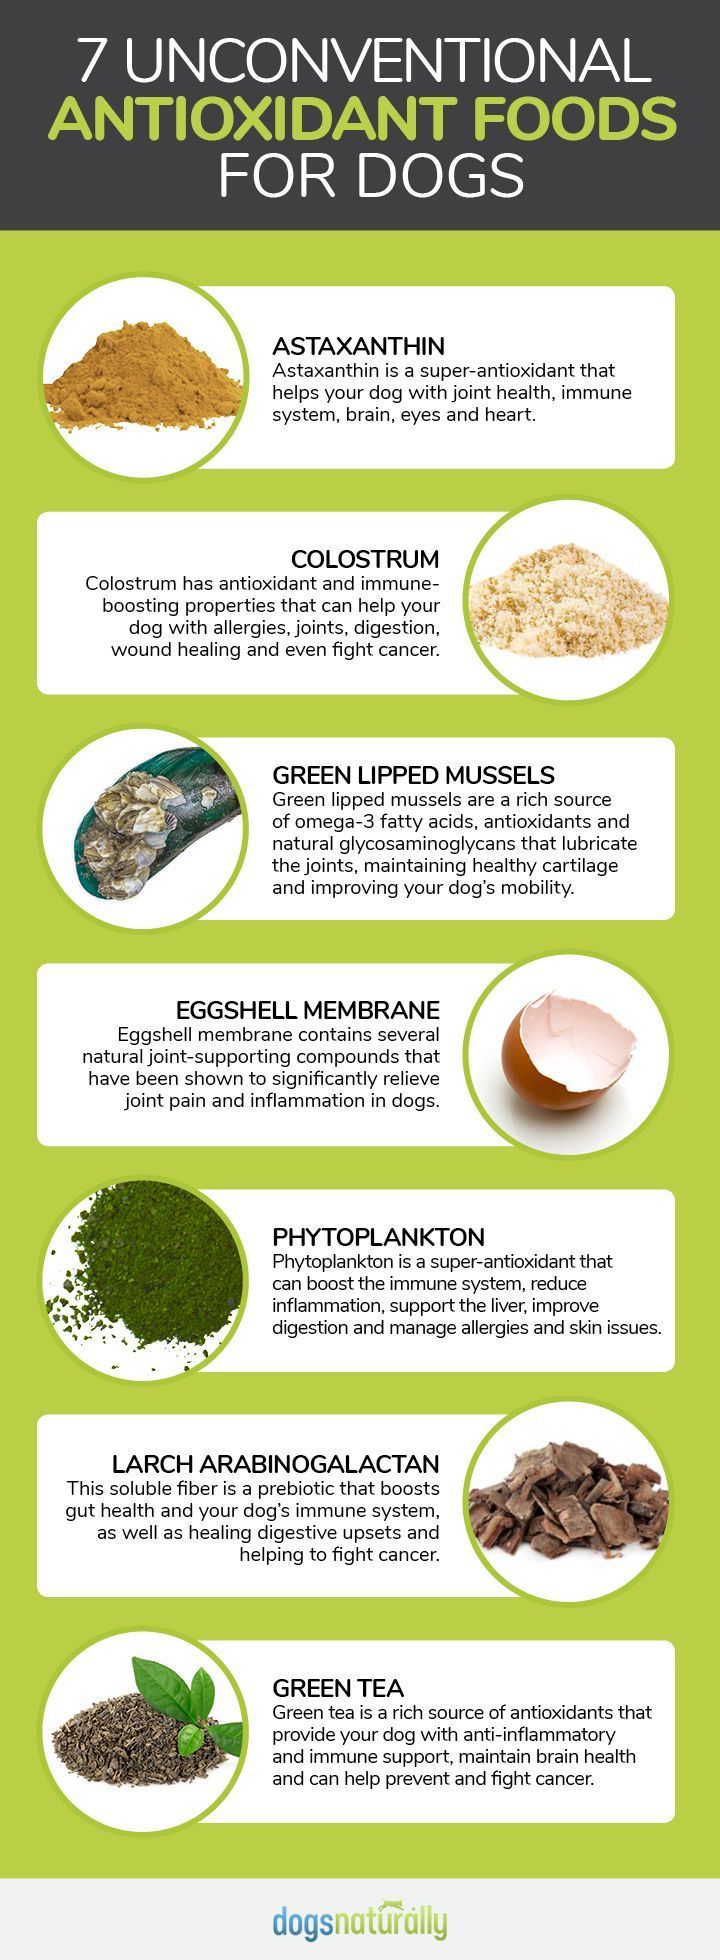 7 UNCONVENTIONAL
ANTIOXIDANT FOODS
FOR DOGS
ASTAXANTHIN
Astaxanthin is a super-antioxidant that
helps your dog with joint health, immune
system, brain, eyes and heart.
COLOSTRUM
Colostrum has antioxidant and immune-
boosting properties that can help your
dog with allergies, joints, digestion,
wound healing and even fight cancer.
GREEN LIPPED MUSSELS
Green lipped mussels are a rich source
of omega-3 fatty acids, antioxidants and
natural glycosaminoglycans that lubricate
the joints, maintaining healthy cartilage
and improving your dog's mobility.
EGGSHELL MEMBRANE
Eggshell membrane contains several
natural joint-supporting compounds that
have been shown to significantly relieve
joint pain and inflammation in dogs.
PHYTOPLANKTON
Phytoplankton is a super-antioxidant that
can boost the immune system, reduce
inflammation, support the liver, improve
digestion and manage allergies and skin issues.
LARCH ARABINOGALACTAN
This soluble fiber is a prebiotic that boosts
gut health and your dog's immune system,
as well as healing digestive upsets and
helping to fight cancer.
GREEN TEA
Green tea is a rich source of antioxidants that
provide your dog with anti-inflammatory
and immune support, maintain brain health
and can help prevent and fight cancer.
dogsnaturally